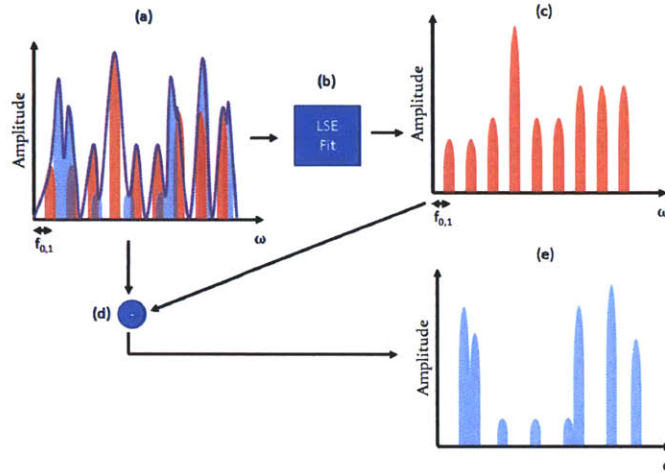 (a)
(c)
(b)
Amplitude
LSE
Fit
Amplitude
ω
f0,1
ω
f0,1
(e)
(d)
-
Amplitude